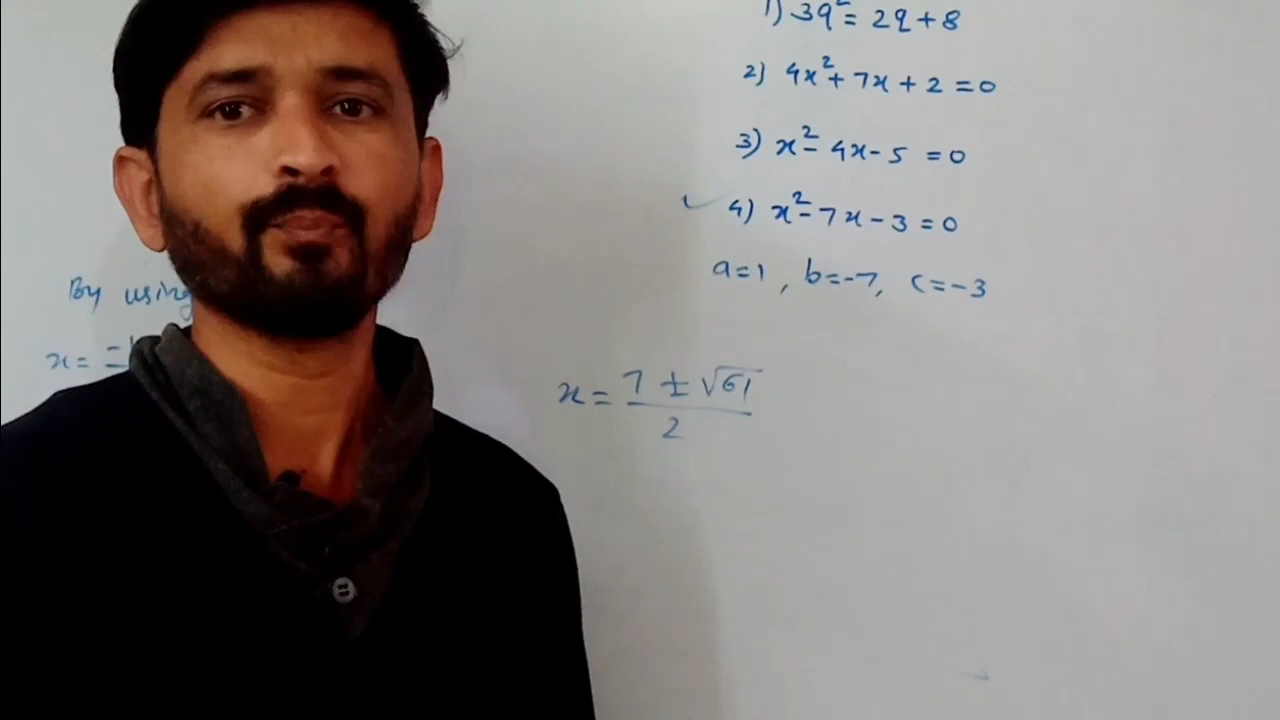 1) 3q² = 2q + 8
2) 4x² + 7x + 2 = 0
3) x² - 4x - 5 = 0
✓ 4) x² - 7x - 3 = 0
a = 1, b = -7, c = -3
By using
x = -b
x = 7 ± √61 / 2